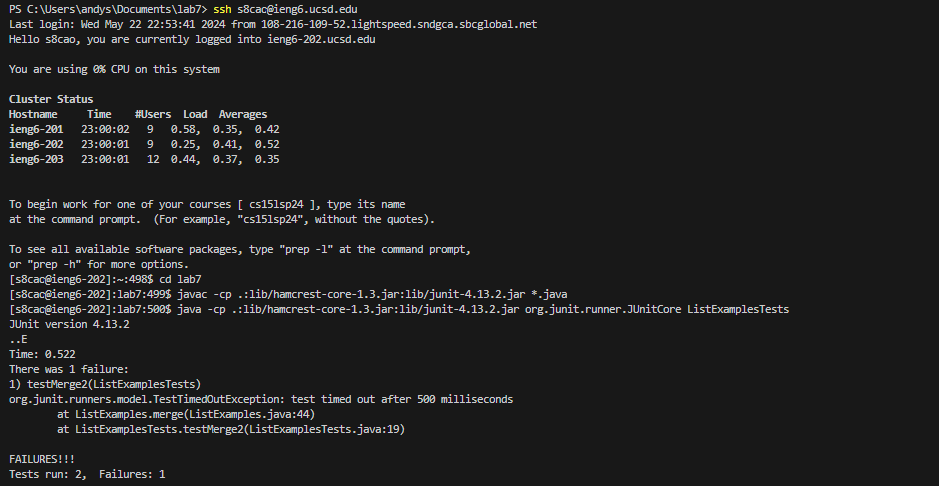 PS C:\Users\andys\Documents\lab7> ssh s8cao@ieng6.ucsd.edu
Last login: Wed May 22 22:53:41 2024 from 108-216-109-52.lightspeed.sndgca.sbcglobal.net
Hello s8cao, you are currently logged into ieng6-202.ucsd.edu
You are using 0% CPU on this system
Cluster Status
Hostname     Time    #Users  Load  Averages
ieng6-201   23:00:02   9   0.58,  0.35,  0.42
ieng6-202   23:00:01   9   0.25,  0.41,  0.52
ieng6-203   23:00:01   12  0.44,  0.37,  0.35
To begin work for one of your courses [ cs15lsp24 ], type its name
at the command prompt.  (For example, "cs15lsp24", without the quotes).
To see all available software packages, type "prep -l" at the command prompt,
or "prep -h" for more options.
[s8cao@ieng6-202]:~:498$ cd lab7
[s8cao@ieng6-202]:lab7:499$ javac -cp .:lib/hamcrest-core-1.3.jar:lib/junit-4.13.2.jar *.java
[s8cao@ieng6-202]:lab7:500$ java -cp .:lib/hamcrest-core-1.3.jar:lib/junit-4.13.2.jar org.junit.runner.JUnitCore ListExamplesTests
JUnit version 4.13.2
..E
Time: 0.522
There was 1 failure:
1) testMerge2(ListExamplesTests)
org.junit.runners.model.TestTimedOutException: test timed out after 500 milliseconds
        at ListExamples.merge(ListExamples.java:44)
        at ListExamplesTests.testMerge2(ListExamplesTests.java:19)
FAILURES!!!
Tests run: 2,  Failures: 1